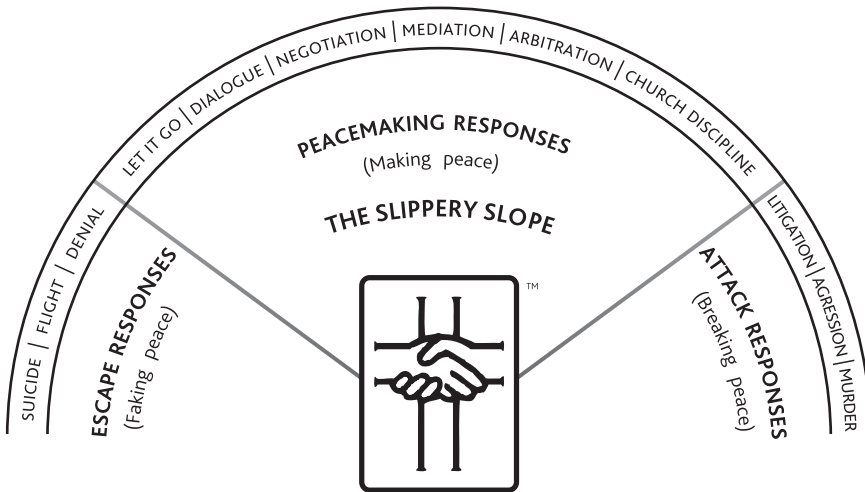 SUICIDE | FLIGHT | DENIAL
LET IT GO | DIALOGUE | NEGOTIATION | MEDIATION | ARBITRATION | CHURCH DISCIPLINE
LITIGATION | AGRESSION | MURDER
ESCAPE RESPONSES
(Faking peace)
PEACEMAKING RESPONSES
(Making peace)
THE SLIPPERY SLOPE
ATTACK RESPONSES
(Breaking peace)
TM